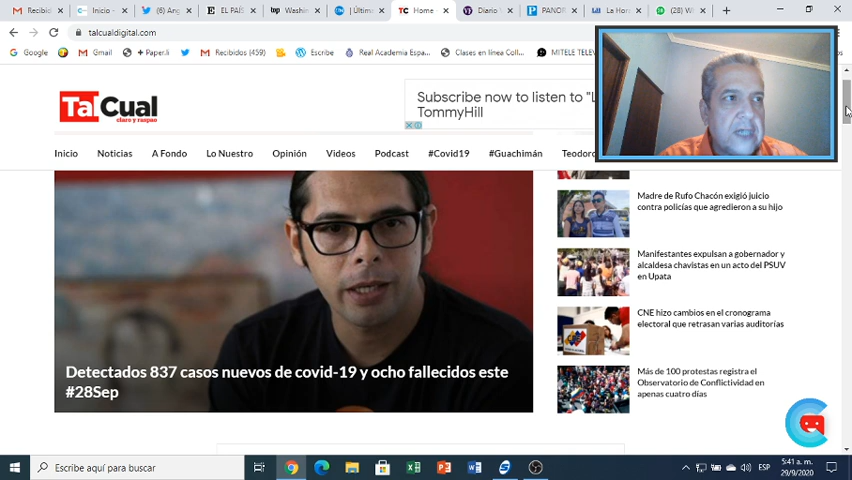 Recibid
Inicio -
(6) Ang
EL PAÍS
Washin
| Última
Home -
Diario V
PANOR
La Hora
(28) W
talcualdigital.com
Google
Gmail
+ Paper.li
Recibidos (459)
Escribe
Real Academia Espa...
Clases en línea Coll...
MITELE TELEV
TalCual
claro y raspao
Subscribe now to listen to "L
TommyHill
Inicio
Noticias
A Fondo
Lo Nuestro
Opinión
Videos
Podcast
#Covid19
#Guachimán
Teodoro
Detectados 837 casos nuevos de covid-19 y ocho fallecidos este
#28Sep
Madre de Rufo Chacón exigió juicio
contra policías que agredieron a su hijo
Manifestantes expulsan a gobernador y
alcaldesa chavistas en un acto del PSUV
en Upata
CNE hizo cambios en el cronograma
electoral que retrasan varias auditorías
Más de 100 protestas registra el
Observatorio de Conflictividad en
apenas cuatro días
Escribe aquí para buscar
ESP
5:41 a. m.
29/9/2020